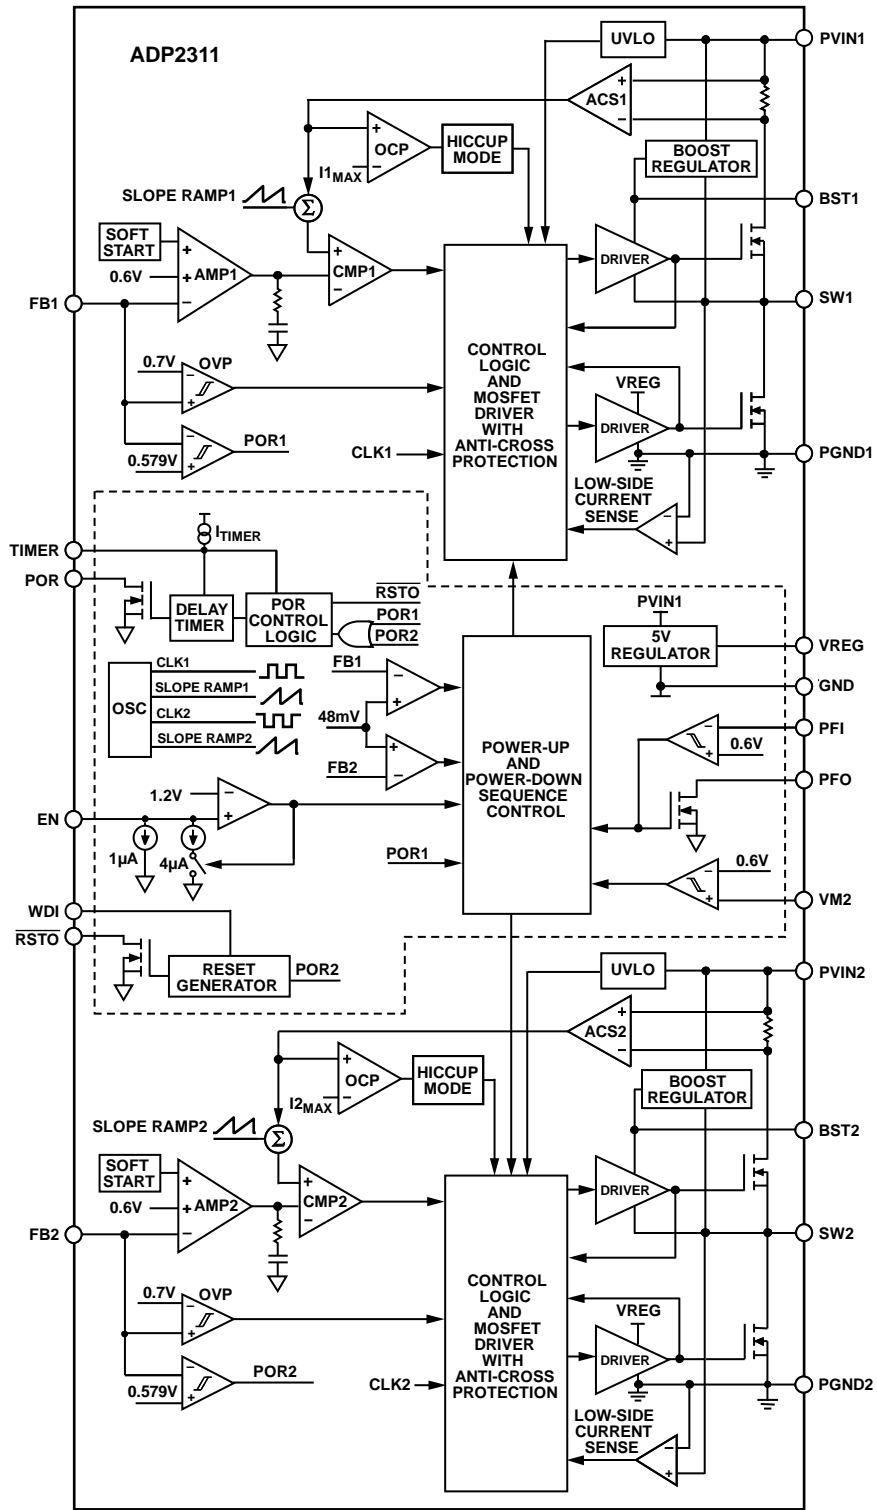 ADP2311
UVLO
PVIN1
+
ACS1
−
+
OCP
−
HICCUP
MODE
BOOST
REGULATOR
I1MAX
SLOPE RAMP1
Σ
BST1
SOFT
START
+
+
AMP1
−
0.6V
+
CMP1
−
DRIVER
FB1
SW1
0.7V
OVP
−
+
CONTROL
LOGIC
AND
MOSFET
DRIVER
WITH
ANTI-CROSS
PROTECTION
VREG
DRIVER
−
+
POR1
0.579V
CLK1
PGND1
LOW-SIDE
CURRENT
SENSE
−
+
ITIMER
TIMER
POR
DELAY
TIMER
POR
CONTROL
LOGIC
RSTO
POR1
POR2
PVIN1
5V
REGULATOR
VREG
GND
OSC
CLK1
SLOPE RAMP1
CLK2
SLOPE RAMP2
FB1
−
+
48mV
+
−
FB2
POWER-UP
AND
POWER-DOWN
SEQUENCE
CONTROL
−
+
0.6V
PFI
PFO
1.2V
−
+
EN
1µA
4µA
POR1
0.6V
−
+
VM2
WDI
RSTO
RESET
GENERATOR
POR2
UVLO
PVIN2
+
ACS2
−
+
OCP
−
HICCUP
MODE
BOOST
REGULATOR
I2MAX
SLOPE RAMP2
Σ
BST2
SOFT
START
+
+
AMP2
−
0.6V
+
CMP2
−
DRIVER
FB2
SW2
0.7V
OVP
−
+
CONTROL
LOGIC
AND
MOSFET
DRIVER
WITH
ANTI-CROSS
PROTECTION
VREG
DRIVER
−
+
POR2
0.579V
CLK2
PGND2
LOW-SIDE
CURRENT
SENSE
−
+